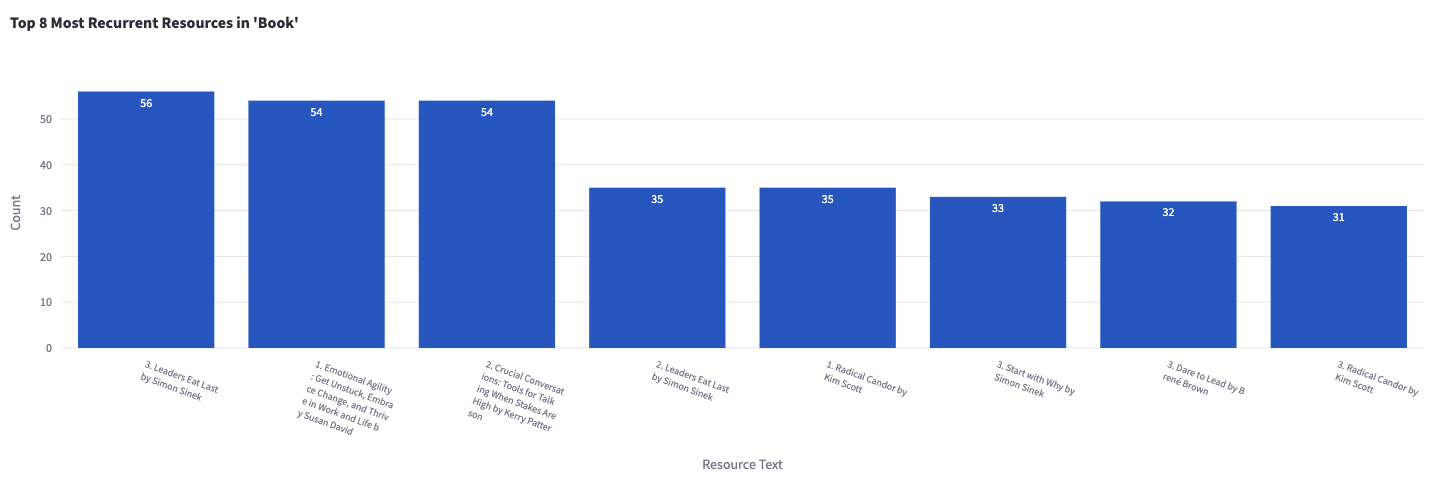 Top 8 Most Recurrent Resources in 'Book'
56
54
54
35
35
33
32
31
50
40
30
20
10
0
Count
3. Leaders Eat Last
by Simon Sinek
1. Emotional Agility
: Get Unstuck, Embra
ce Change, and Thriv
e in Work and Life b
y Susan David
2. Crucial Conversat
ions: Tools for Talk
ing When Stakes Are
High by Kerry Patter
son
2. Leaders Eat Last
by Simon Sinek
1. Radical Candor by
Kim Scott
3. Start with Why by
Simon Sinek
3. Dare to Lead by B
rené Brown
3. Radical Candor by
Kim Scott
Resource Text